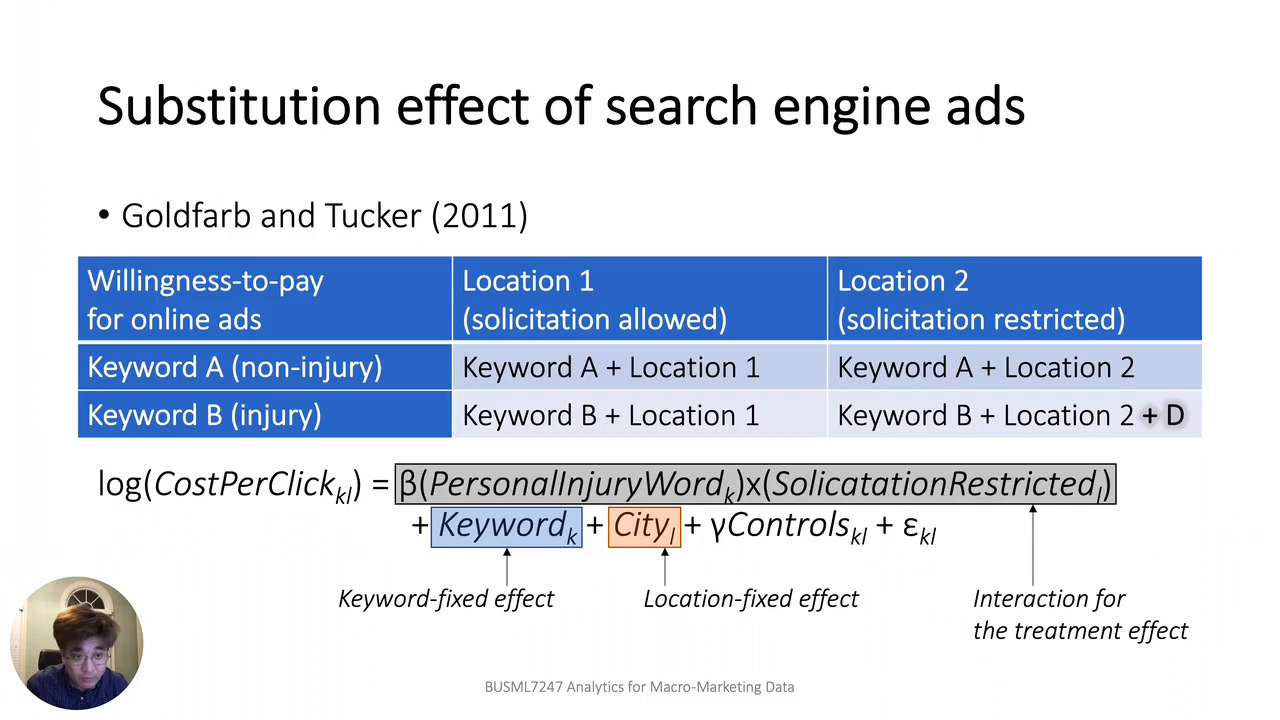 Substitution effect of search engine ads
• Goldfarb and Tucker (2011)
Willingness-to-pay for online ads
Location 1 (solicitation allowed)
Location 2 (solicitation restricted)
Keyword A (non-injury)
Keyword A + Location 1
Keyword A + Location 2
Keyword B (injury)
Keyword B + Location 1
Keyword B + Location 2 + D
log(CostPerClickkl) = β(PersonalInjuryWordk)x(SolicatationRestrictedl)
+ Keywordk + Cityl + γControlskl + εkl
Keyword-fixed effect
Location-fixed effect
Interaction for
the treatment effect
BUSML7247 Analytics for Macro-Marketing Data